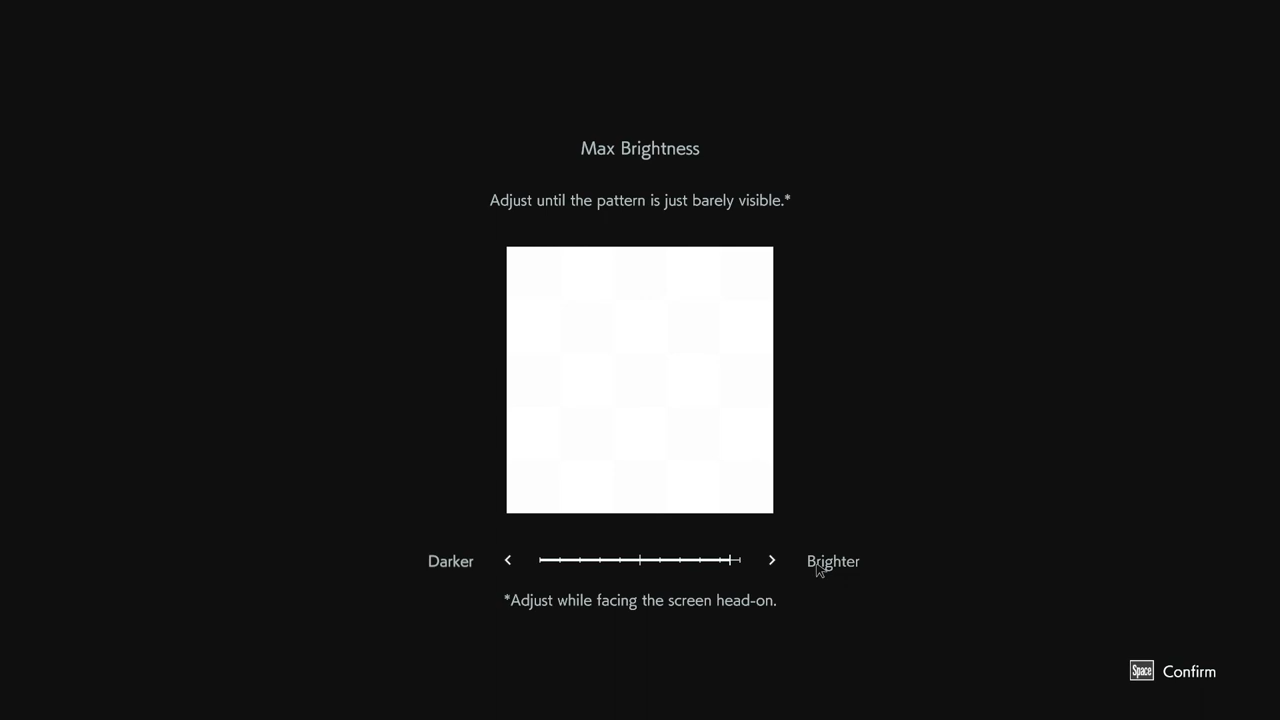 Max Brightness
Adjust until the pattern is just barely visible.*
Darker
Brighter
*Adjust while facing the screen head-on.
Space Confirm